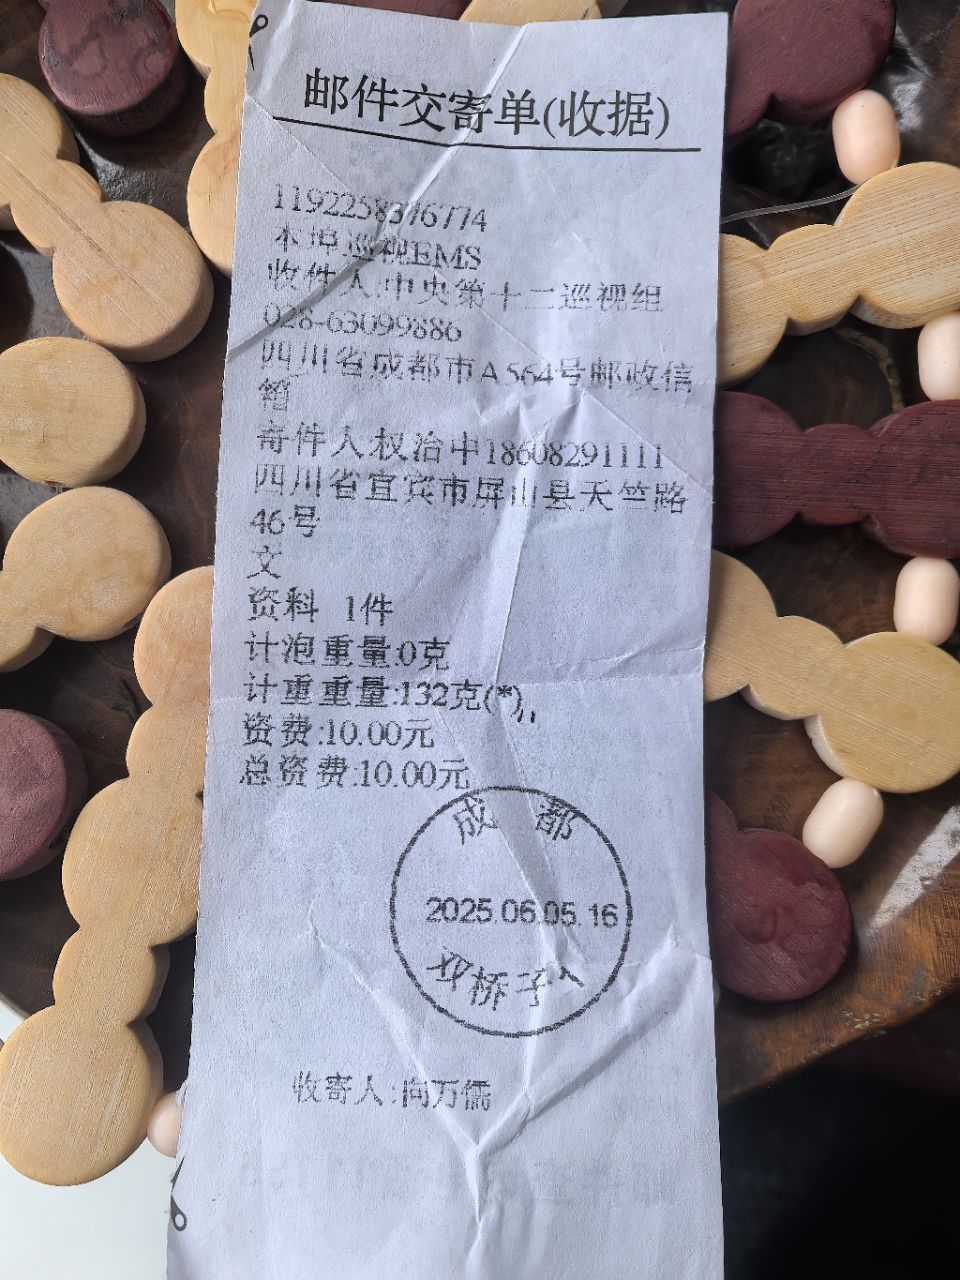 邮件交寄单(收据)
1192258376774
本埠巡视EMS
收件人:中央第十二巡视组
028-63099886
四川省成都市A564号邮政信
箱
寄件人权治中18608291111
四川省宜宾市屏山县天竺路
46号
文
资料 1件
计泡重量:0克
计重重量:132克(*),,
资费:10.00元
总资费:10.00元
成都
2025.06.05.16
桥子
收寄人:向万儒